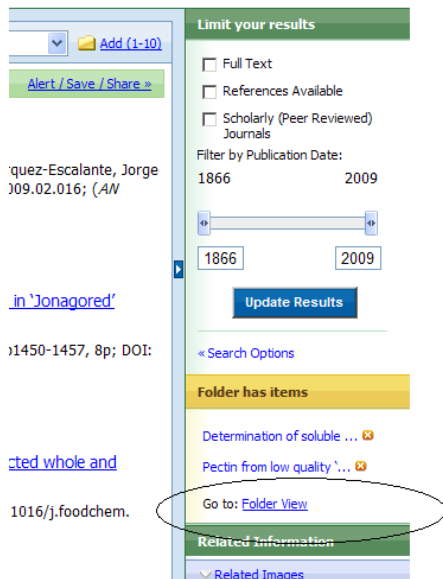 Add (1-10)
Alert / Save / Share »
rquez-Escalante, Jorge
009.02.016; (AN
in 'Jonagored'
p1450-1457, 8p; DOI:
cted whole and
1016/j.foodchem.
Limit your results
Full Text
References Available
Scholarly (Peer Reviewed)
Journals
Filter by Publication Date:
1866 2009
1866 2009
Update Results
« Search Options
Folder has items
Determination of soluble ...
Pectin from low quality '...
Go to: Folder View
Related Information
Related Images